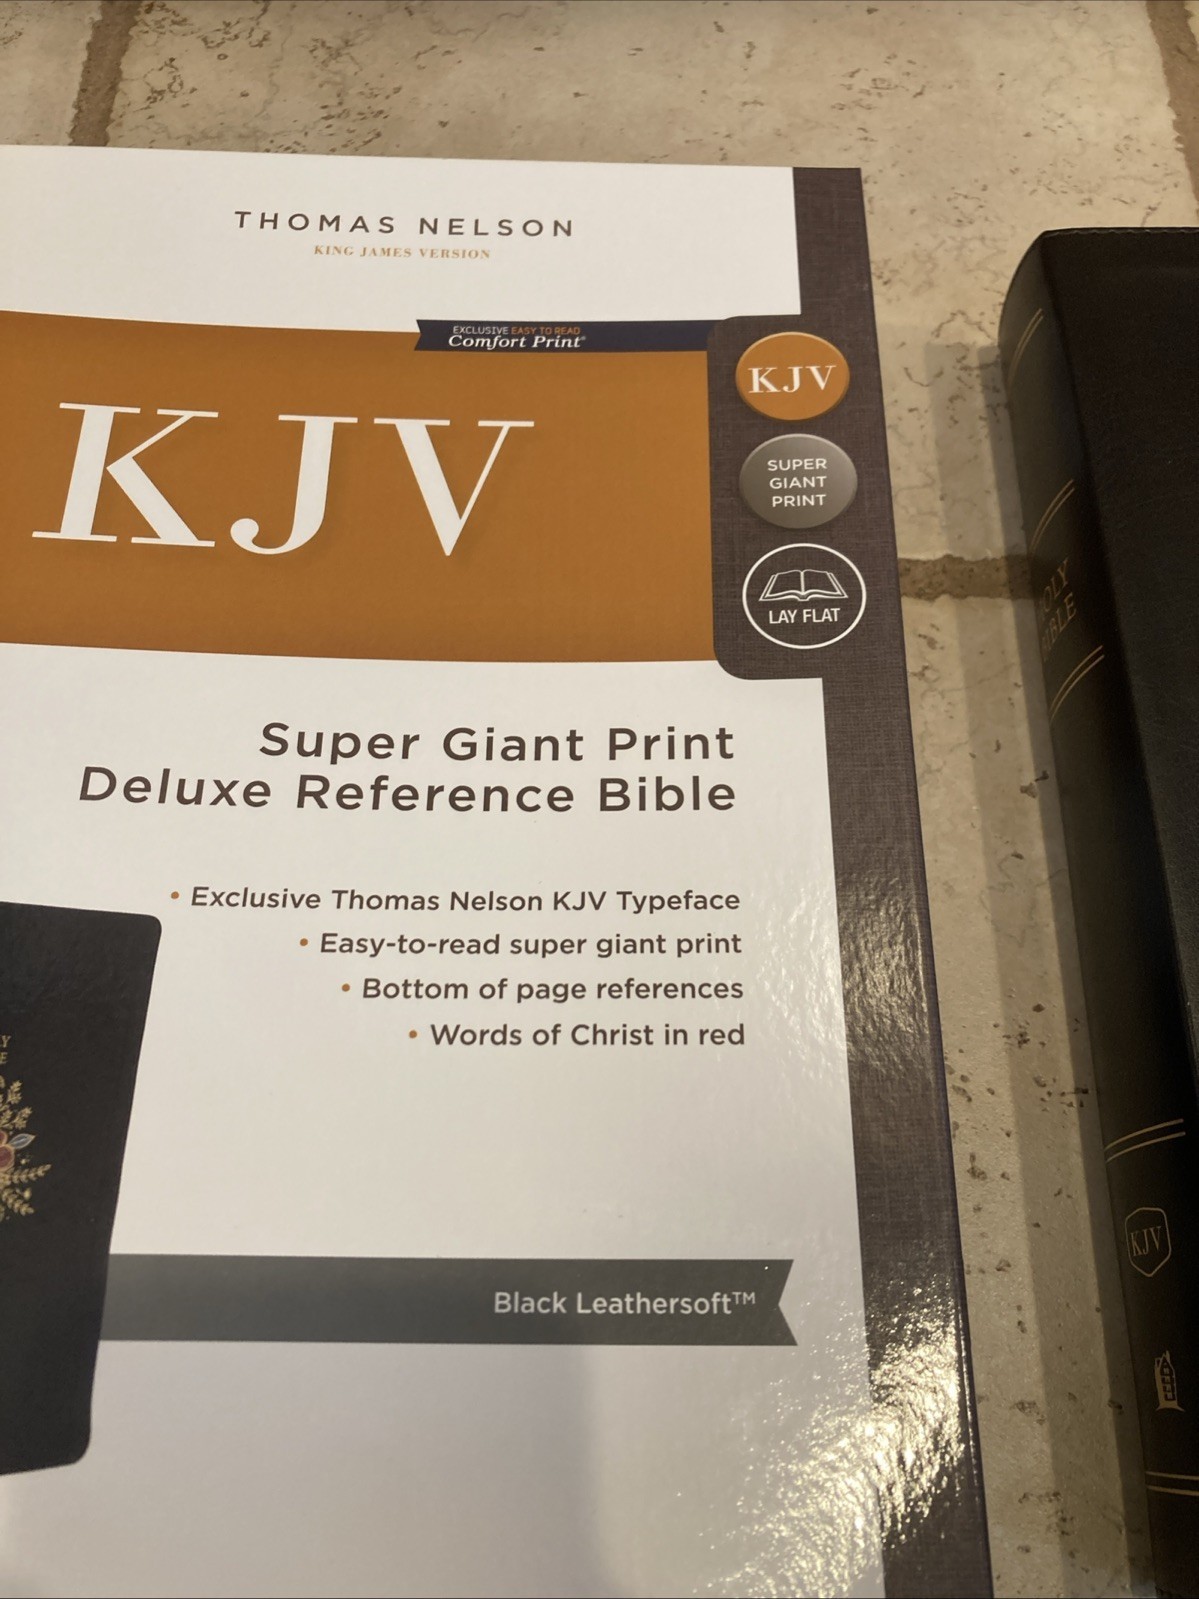 THOMAS NELSON
KING JAMES VERSION
EXCLUSIVE EASY TO READ
Comfort Print®
KJV
KJV
SUPER
GIANT
PRINT
LAY FLAT
Super Giant Print
Deluxe Reference Bible
• Exclusive Thomas Nelson KJV Typeface
• Easy-to-read super giant print
• Bottom of page references
• Words of Christ in red
Black Leathersoft™
HOLY
BIBLE
KJV